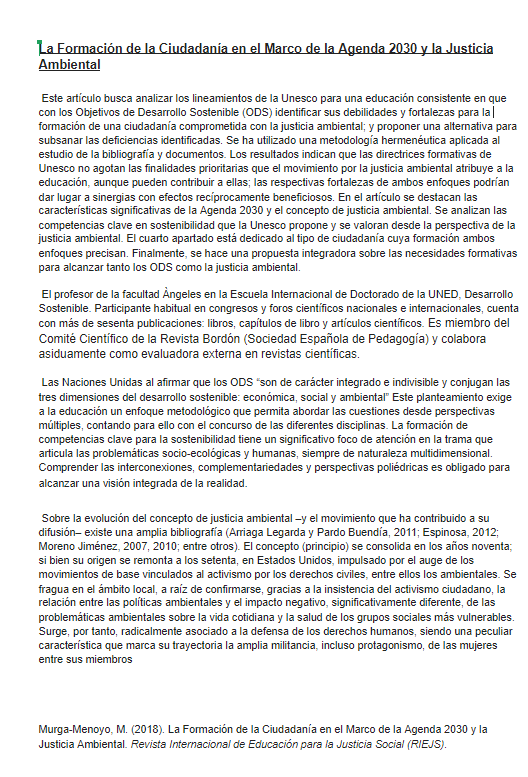 La Formación de la Ciudadanía en el Marco de la Agenda 2030 y la Justicia
Ambiental
Este artículo busca analizar los lineamientos de la Unesco para una educación consistente en que
con los Objetivos de Desarrollo Sostenible (ODS) identificar sus debilidades y fortalezas para la
formación de una ciudadanía comprometida con la justicia ambiental; y proponer una alternativa para
subsanar las deficiencias identificadas. Se ha utilizado una metodología hermenéutica aplicada al
estudio de la bibliografía y documentos. Los resultados indican que las directrices formativas de
Unesco no agotan las finalidades prioritarias que el movimiento por la justicia ambiental atribuye a la
educación, aunque pueden contribuir a ellas; las respectivas fortalezas de ambos enfoques podrían
dar lugar a sinergias con efectos recíprocamente beneficiosos. En el artículo se destacan las
características significativas de la Agenda 2030 y el concepto de justicia ambiental. Se analizan las
competencias clave en sostenibilidad que la Unesco propone y se valoran desde la perspectiva de la
justicia ambiental. El cuarto apartado está dedicado al tipo de ciudadanía cuya formación ambos
enfoques precisan. Finalmente, se hace una propuesta integradora sobre las necesidades formativas
para alcanzar tanto los ODS como la justicia ambiental.
El profesor de la facultad Ángeles en la Escuela Internacional de Doctorado de la UNED, Desarrollo
Sostenible. Participante habitual en congresos y foros científicos nacionales e internacionales, cuenta
con más de sesenta publicaciones: libros, capítulos de libro y artículos científicos. Es miembro del
Comité Científico de la Revista Bordón (Sociedad Española de Pedagogía) y colabora
asiduamente como evaluadora externa en revistas científicas.
Las Naciones Unidas al afirmar que los ODS “son de carácter integrado e indivisible y conjugan las
tres dimensiones del desarrollo sostenible: económica, social y ambiental” Este planteamiento exige
a la educación un enfoque metodológico que permita abordar las cuestiones desde perspectivas
múltiples, contando para ello con el concurso de las diferentes disciplinas. La formación de
competencias clave para la sostenibilidad tiene un significativo foco de atención en la trama que
articula las problemáticas socio-ecológicas y humanas, siempre de naturaleza multidimensional.
Comprender las interconexiones, complementariedades y perspectivas poliédricas es obligado para
alcanzar una visión integrada de la realidad.
Sobre la evolución del concepto de justicia ambiental –y el movimiento que ha contribuido a su
difusión– existe una amplia bibliografía (Arriaga Legarda y Pardo Buendía, 2011; Espinosa, 2012;
Moreno Jiménez, 2007, 2010; entre otros). El concepto (principio) se consolida en los años noventa;
si bien su origen se remonta a los setenta, en Estados Unidos, impulsado por el auge de los
movimientos de base vinculados al activismo por los derechos civiles, entre ellos los ambientales. Se
fragua en el ámbito local, a raíz de confirmarse, gracias a la insistencia del activismo ciudadano, la
relación entre las políticas ambientales y el impacto negativo, significativamente diferente, de las
problemáticas ambientales sobre la vida cotidiana y la salud de los grupos sociales más vulnerables.
Surge, por tanto, radicalmente asociado a la defensa de los derechos humanos, siendo una peculiar
característica que marca su trayectoria la amplia militancia, incluso protagonismo, de las mujeres
entre sus miembros
Murga-Menoyo, M. (2018). La Formación de la Ciudadanía en el Marco de la Agenda 2030 y la
Justicia Ambiental. Revista Internacional de Educación para la Justicia Social (RIEJS).